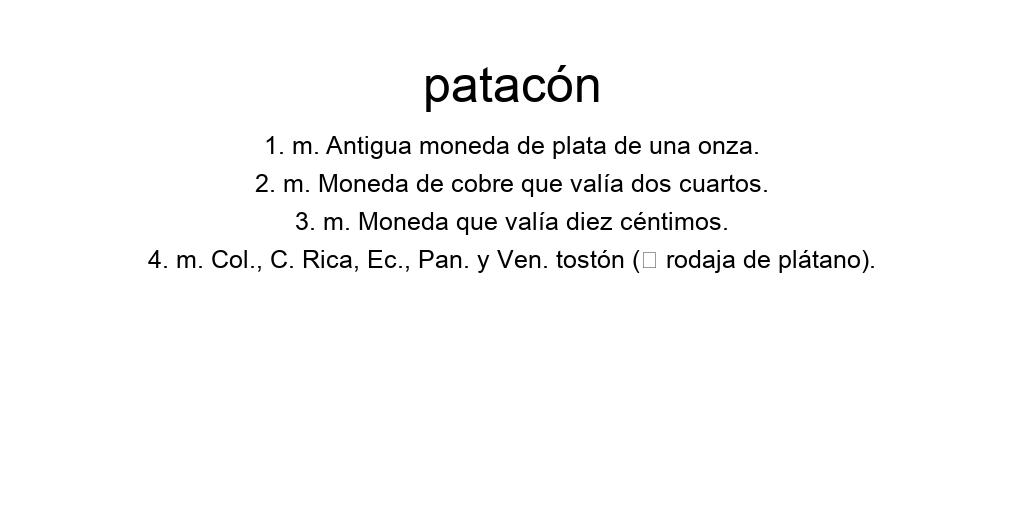 patacón
1. m. Antigua moneda de plata de una onza.
2. m. Moneda de cobre que valía dos cuartos.
3. m. Moneda que valía diez céntimos.
4. m. Col., C. Rica, Ec., Pan. y Ven. tostón (□ rodaja de plátano).